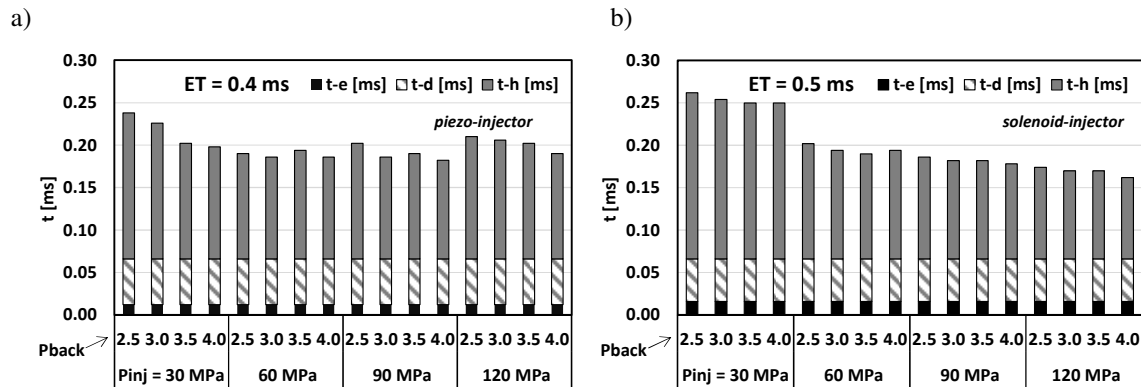 a)
0.30
0.25
0.20
0.15
0.10
0.05
0.00
t [ms]
ET = 0.4 ms
t-e [ms] t-d [ms] t-h [ms]
piezo-injector
Pback
2.5 3.0 3.5 4.0 2.5 3.0 3.5 4.0 2.5 3.0 3.5 4.0 2.5 3.0 3.5 4.0
Pinj = 30 MPa 60 MPa 90 MPa 120 MPa
b)
0.30
0.25
0.20
0.15
0.10
0.05
0.00
t [ms]
ET = 0.5 ms
t-e [ms] t-d [ms] t-h [ms]
solenoid-injector
Pback
2.5 3.0 3.5 4.0 2.5 3.0 3.5 4.0 2.5 3.0 3.5 4.0 2.5 3.0 3.5 4.0
Pinj = 30 MPa 60 MPa 90 MPa 120 MPa